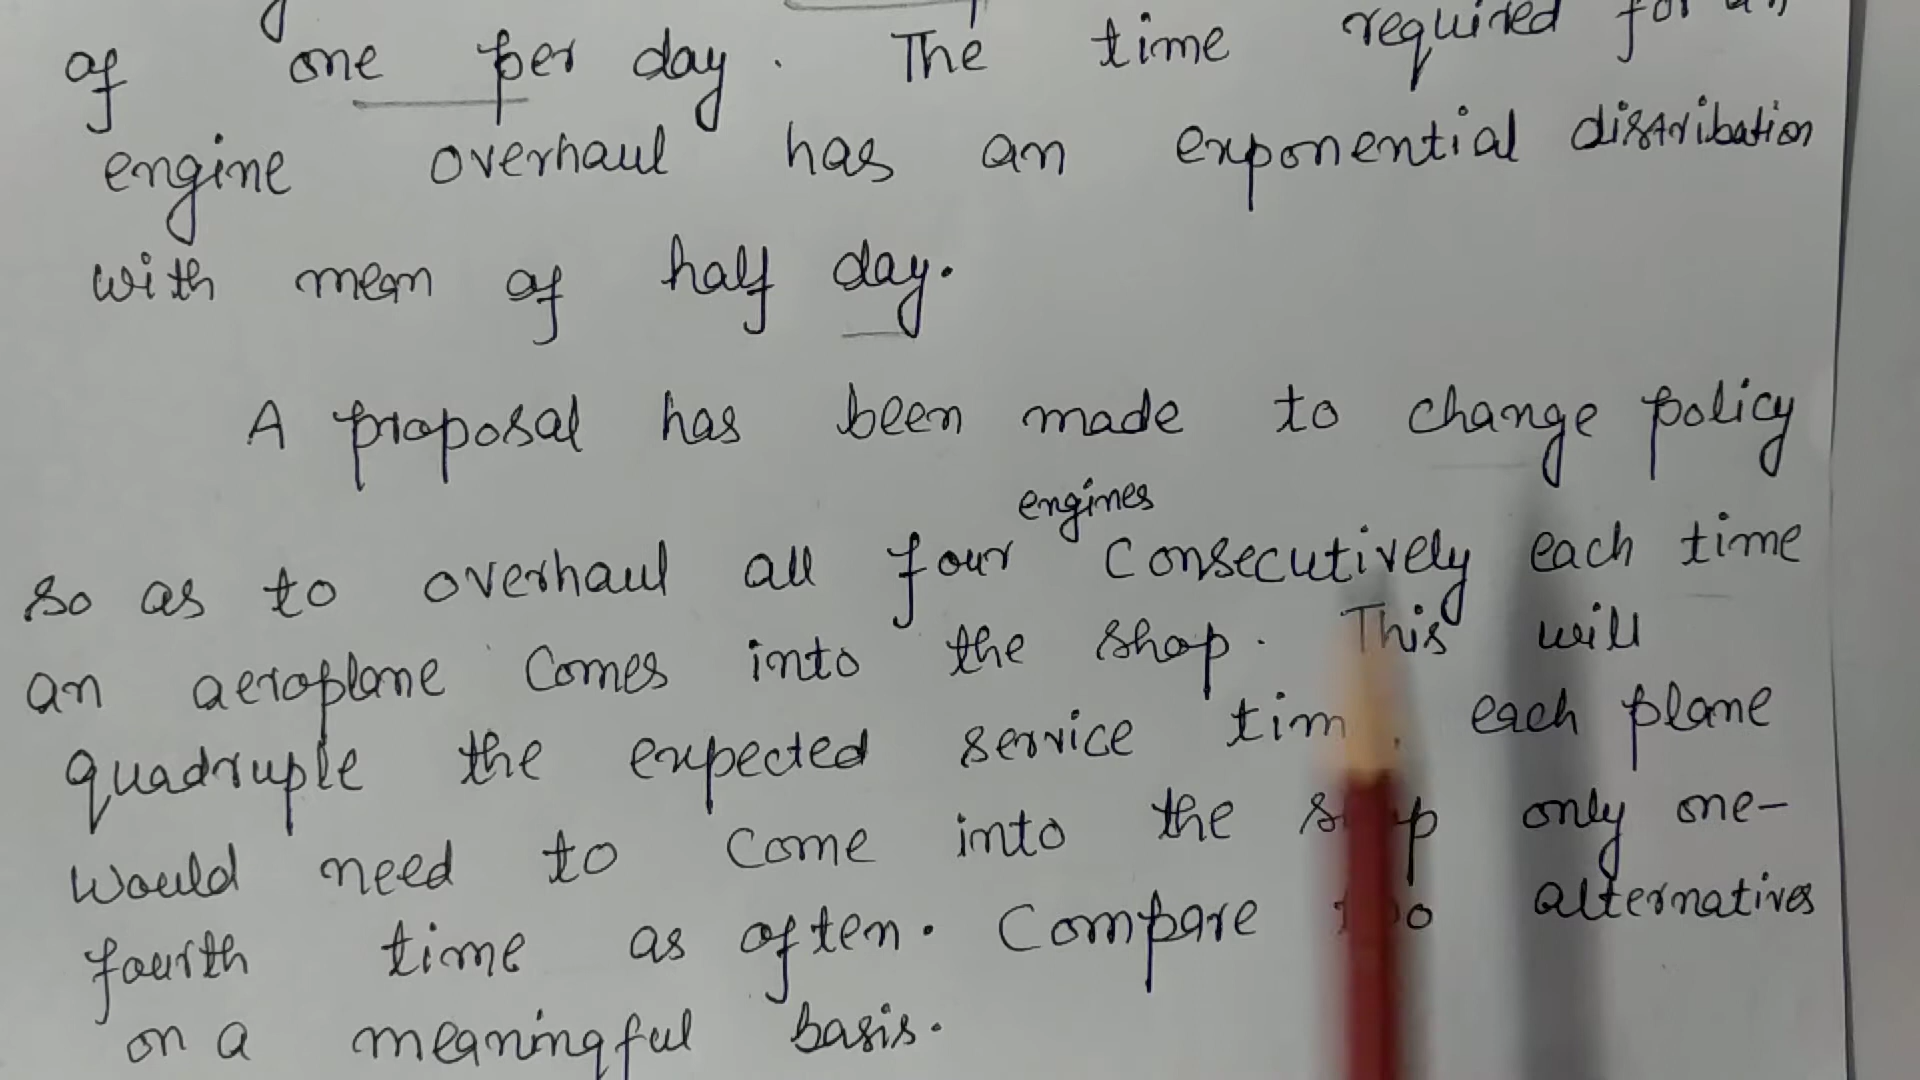 of one per day. The time required for an
engine overhaul has an exponential distribation
with mean of half day.
A proposal has been made to change policy
engines
so as to overhaul all four consecutively each time
an aeroplane comes into the shop. This will
quadruple the expected service tim each plane
would need to come into the only one-
fourth time as often. Compare alternatives
on a meaningful basis.